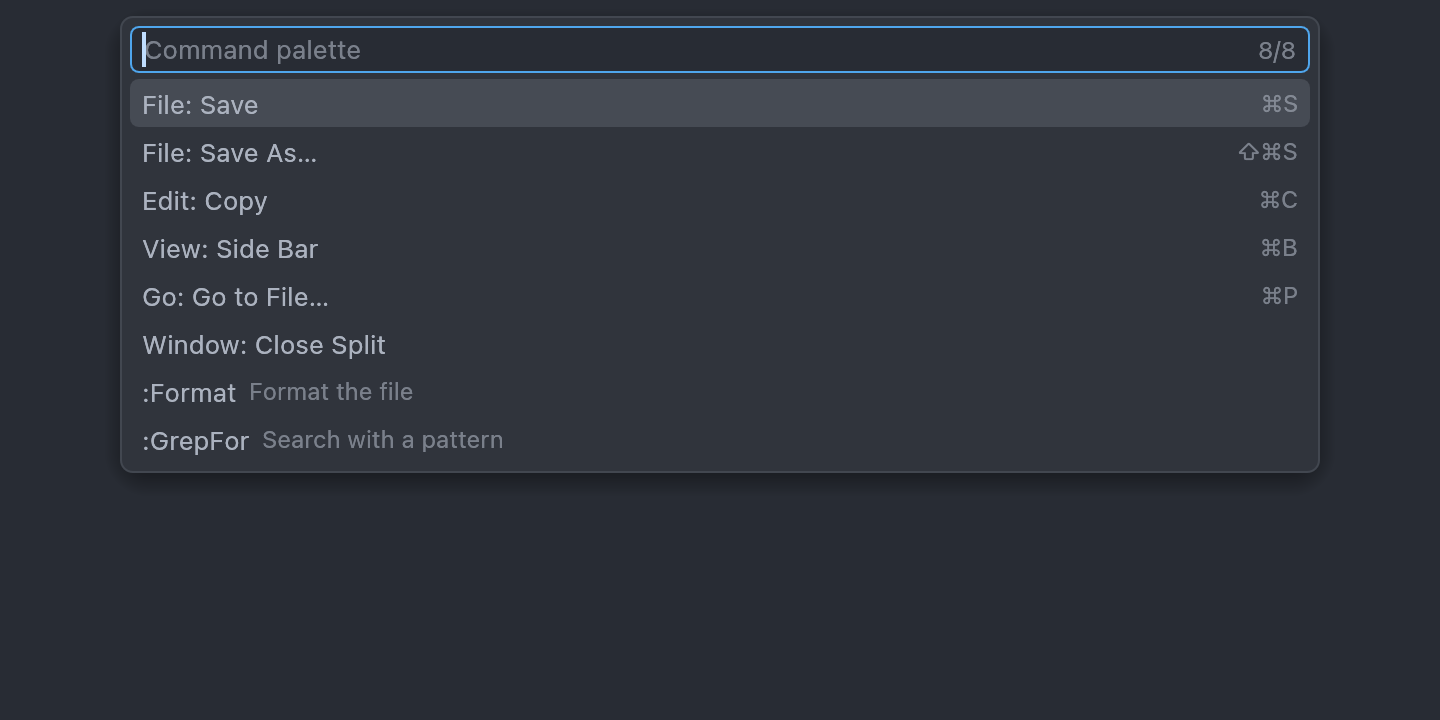 Command palette 8/8
File: Save ⌘S
File: Save As... ⇧⌘S
Edit: Copy ⌘C
View: Side Bar ⌘B
Go: Go to File... ⌘P
Window: Close Split
:Format Format the file
:GrepFor Search with a pattern